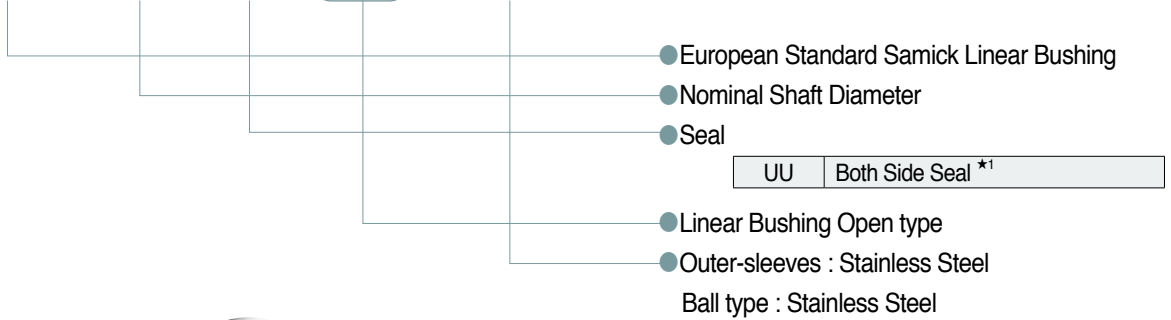 European Standard Samick Linear Bushing
Nominal Shaft Diameter
Seal
UU Both Side Seal ★1
Linear Bushing Open type
Outer-sleeves : Stainless Steel
Ball type : Stainless Steel